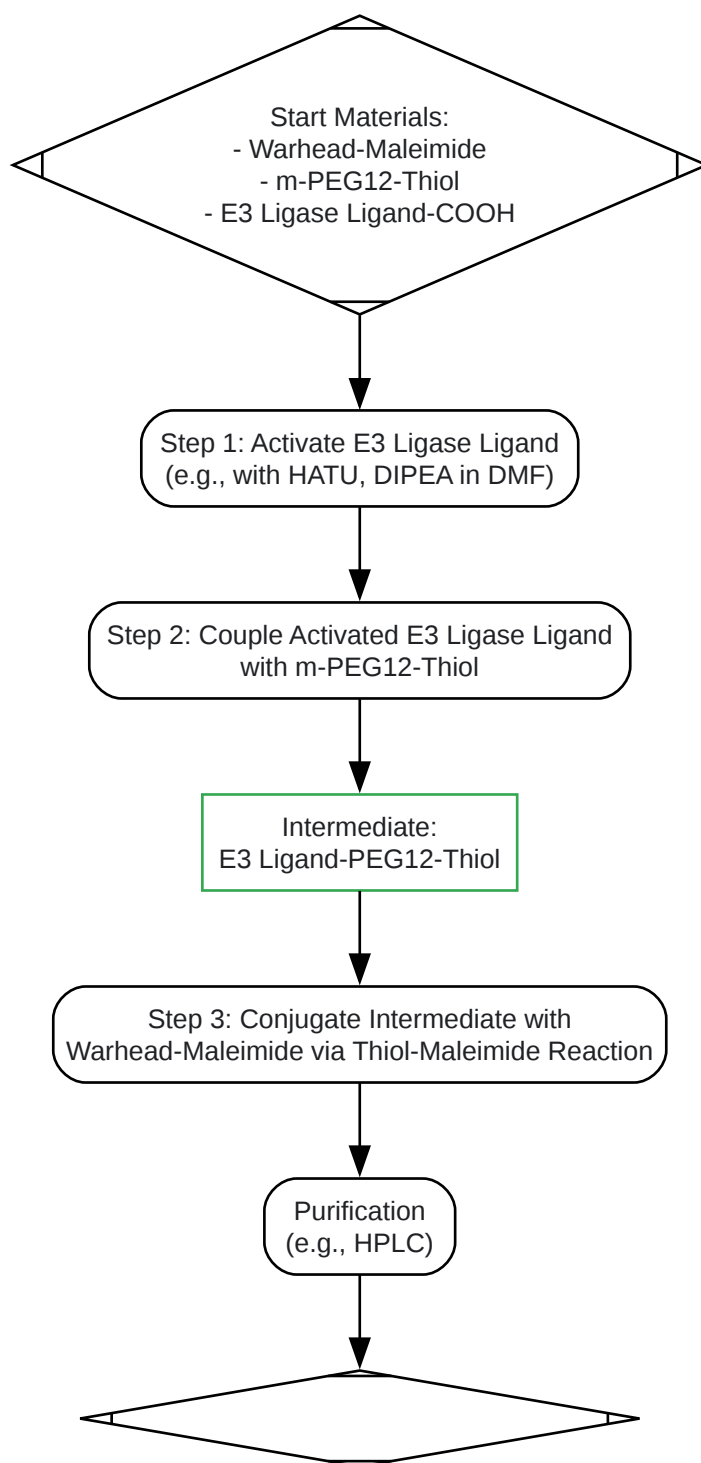 Start Materials:
- Warhead-Maleimide
- m-PEG12-Thiol
- E3 Ligase Ligand-COOH
Step 1: Activate E3 Ligase Ligand
(e.g., with HATU, DIPEA in DMF)
Step 2: Couple Activated E3 Ligase Ligand
with m-PEG12-Thiol
Intermediate:
E3 Ligand-PEG12-Thiol
Step 3: Conjugate Intermediate with
Warhead-Maleimide via Thiol-Maleimide Reaction
Purification
(e.g., HPLC)